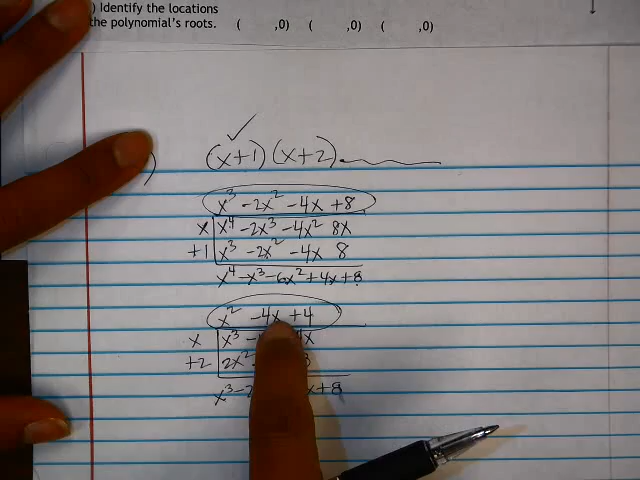 ) Identify the locations
the polynomial's roots. ( ,0) ( ,0) ( ,0)
) (x+1) (x+2)
x³ -2x² -4x +8
x x⁴ -2x³ -4x² 8x
+1 x³ -2x² -4x 8
x⁴ -x³ -6x² +4x +8
x² -4x +4
x x³
+2 2x²
x³ +8